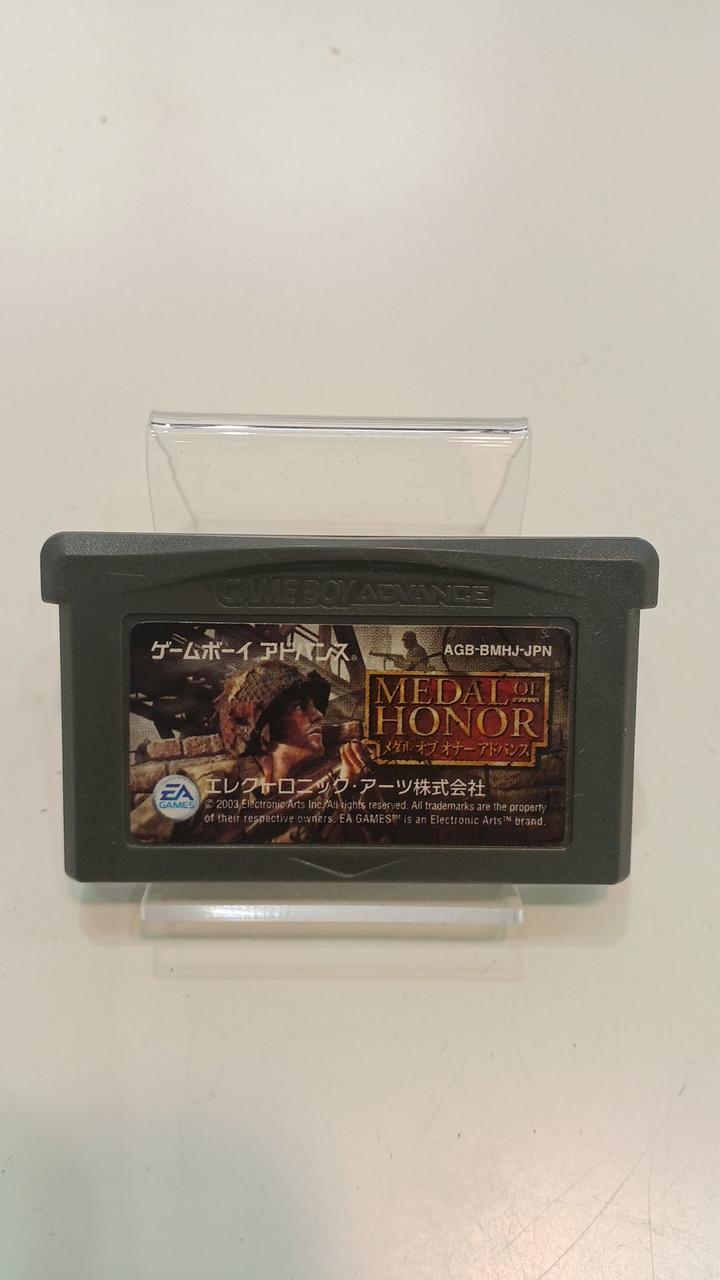 GAME BOY ADVANCE
ゲームボーイ アドバンス®
AGB-BMHJ-JPN
MEDAL OF
HONOR
メダル オブ オナー アドバンス
エレクトロニック・アーツ株式会社
EA
GAMES
© 2003 Electronic Arts Inc. All rights reserved. All trademarks are the property
of their respective owners. EA GAMES™ is an Electronic Arts™ brand.